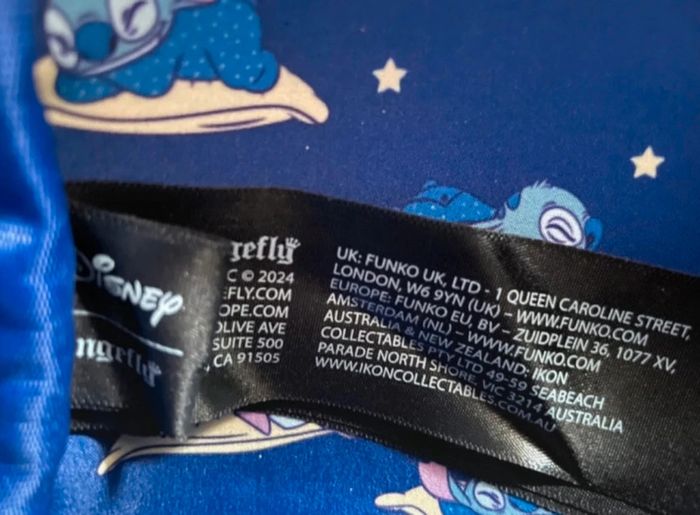 Disney
ngefly
gefly
C © 2024
EFLY.COM
OPE.COM
OLIVE AVE
SUITE 500
, CA 91505
UK: FUNKO UK, LTD - 1 QUEEN CAROLINE STREET,
LONDON, W6 9YN (UK) – WWW.FUNKO.COM
EUROPE: FUNKO EU, BV – ZUIDPLEIN 36, 1077 XV,
AMSTERDAM (NL) – WWW.FUNKO.COM
AUSTRALIA & NEW ZEALAND: IKON
COLLECTABLES PTY LTD 49-59 SEABEACH
PARADE NORTH SHORE VIC 3214 AUSTRALIA
WWW.IKONCOLLECTABLES.COM.AU